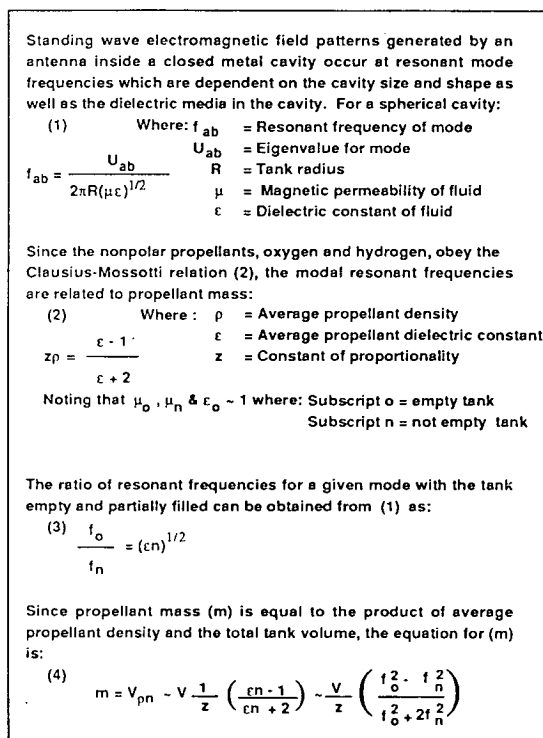 Standing wave electromagnetic field patterns generated by an
antenna inside a closed metal cavity occur at resonant mode
frequencies which are dependent on the cavity size and shape as
well as the dielectric media in the cavity. For a spherical cavity:
(1) Where: f ab = Resonant frequency of mode
U ab = Eigenvalue for mode
R = Tank radius
μ = Magnetic permeability of fluid
ε = Dielectric constant of fluid
f ab = U ab / 2πR(με)^1/2
Since the nonpolar propellants, oxygen and hydrogen, obey the
Clausius-Mossotti relation (2), the modal resonant frequencies
are related to propellant mass:
(2) Where : ρ = Average propellant density
ε = Average propellant dielectric constant
z = Constant of proportionality
zρ = ε - 1 / ε + 2
Noting that μ o , μ n & ε o ~ 1 where: Subscript o = empty tank
Subscript n = not empty tank
The ratio of resonant frequencies for a given mode with the tank
empty and partially filled can be obtained from (1) as:
(3) f o / f n = (εn)^1/2
Since propellant mass (m) is equal to the product of average
propellant density and the total tank volume, the equation for (m)
is:
(4) m = V pn ~ V 1/z (εn - 1 / εn + 2) ~ V/z (f o ^2 - f n ^2 / f o ^2 + 2f n ^2)